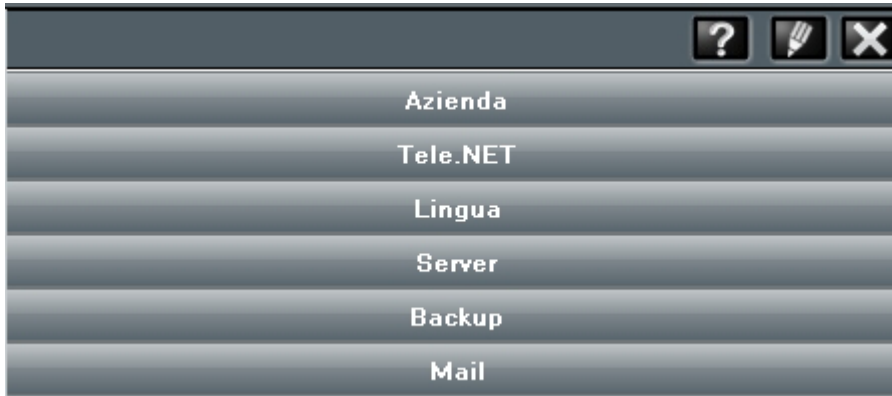 Azienda
Tele.NET
Lingua
Server
Backup
Mail